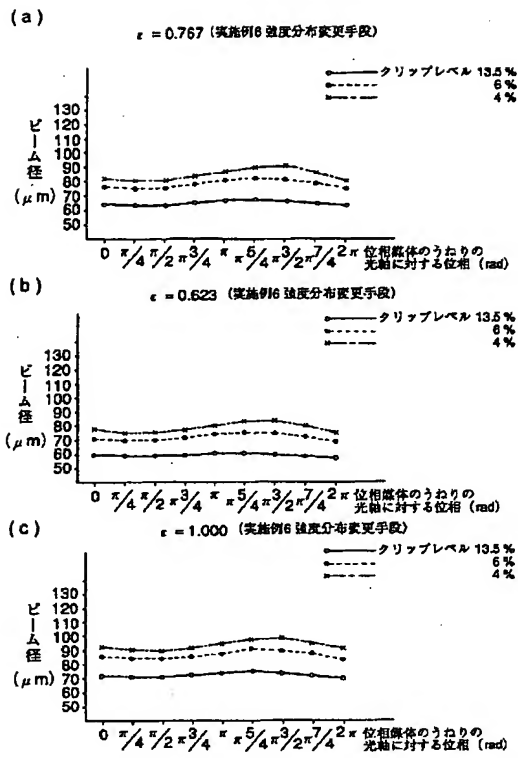 (a)
ε = 0.767 (実施例6 強度分布変更手段)
クリップレベル 13.5 %
6 %
4 %
ビーム径
(μm)
130
120
110
100
90
80
70
60
50
0 π/4 π/2 π3/4 π π5/4 π3/2 π7/4 2π
位相媒体のうねりの
光軸に対する位相 (rad)
(b)
ε = 0.623 (実施例6 強度分布変更手段)
クリップレベル 13.5 %
6 %
4 %
ビーム径
(μm)
130
120
110
100
90
80
70
60
50
0 π/4 π/2 π3/4 π π5/4 π3/2 π7/4 2π
位相媒体のうねりの
光軸に対する位相 (rad)
(c)
ε = 1.000 (実施例6 強度分布変更手段)
クリップレベル 13.5 %
6 %
4 %
ビーム径
(μm)
130
120
110
100
90
80
70
60
50
0 π/4 π/2 π3/4 π π5/4 π3/2 π7/4 2π
位相媒体のうねりの
光軸に対する位相 (rad)